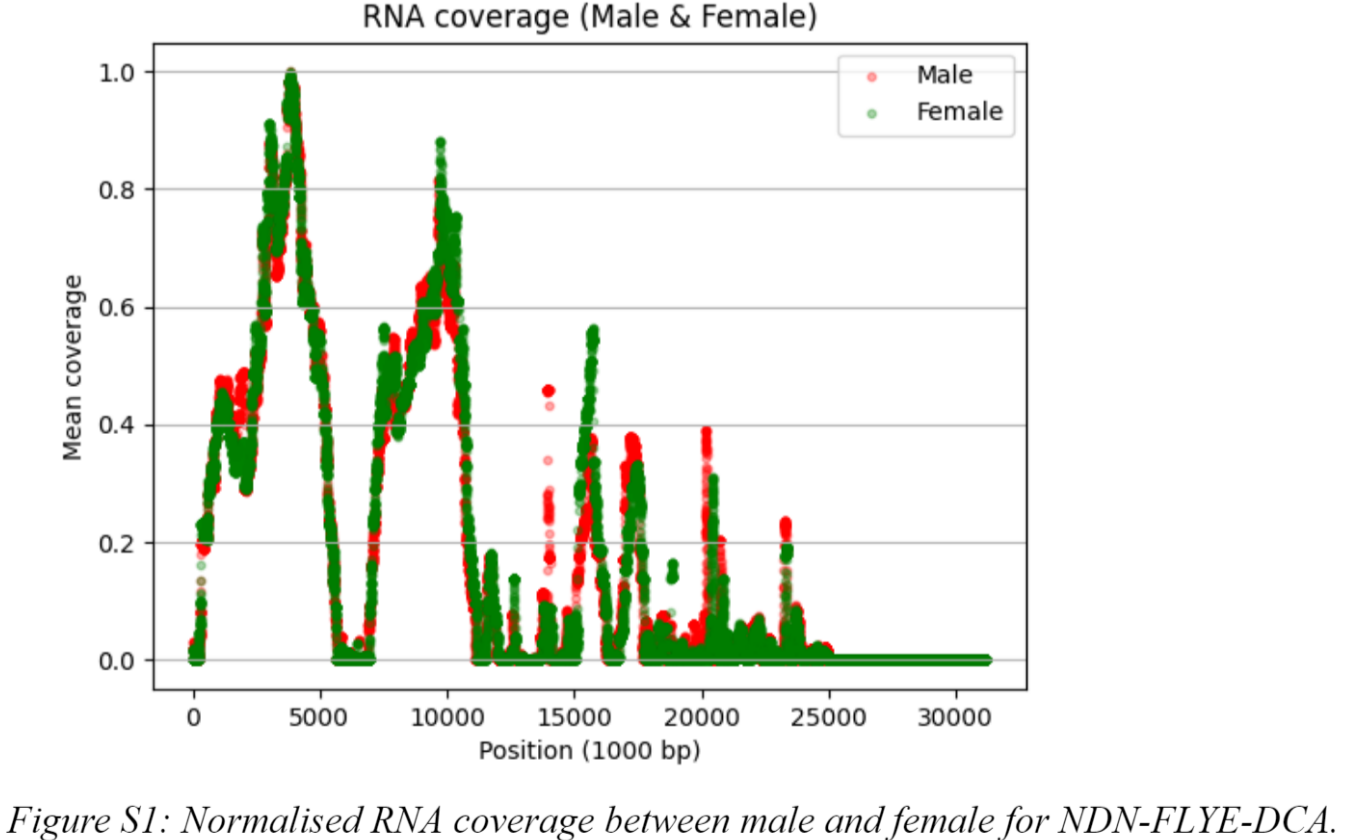 RNA coverage (Male & Female)
Male
Female
1.0
0.8
0.6
0.4
0.2
0.0
Mean coverage
0 5000 10000 15000 20000 25000 30000
Position (1000 bp)
Figure S1: Normalised RNA coverage between male and female for NDN-FLYE-DCA.